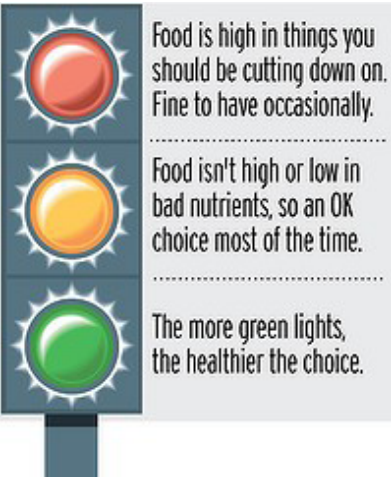 Food is high in things you
should be cutting down on.
Fine to have occasionally.
Food isn't high or low in
bad nutrients, so an OK
choice most of the time.
The more green lights,
the healthier the choice.